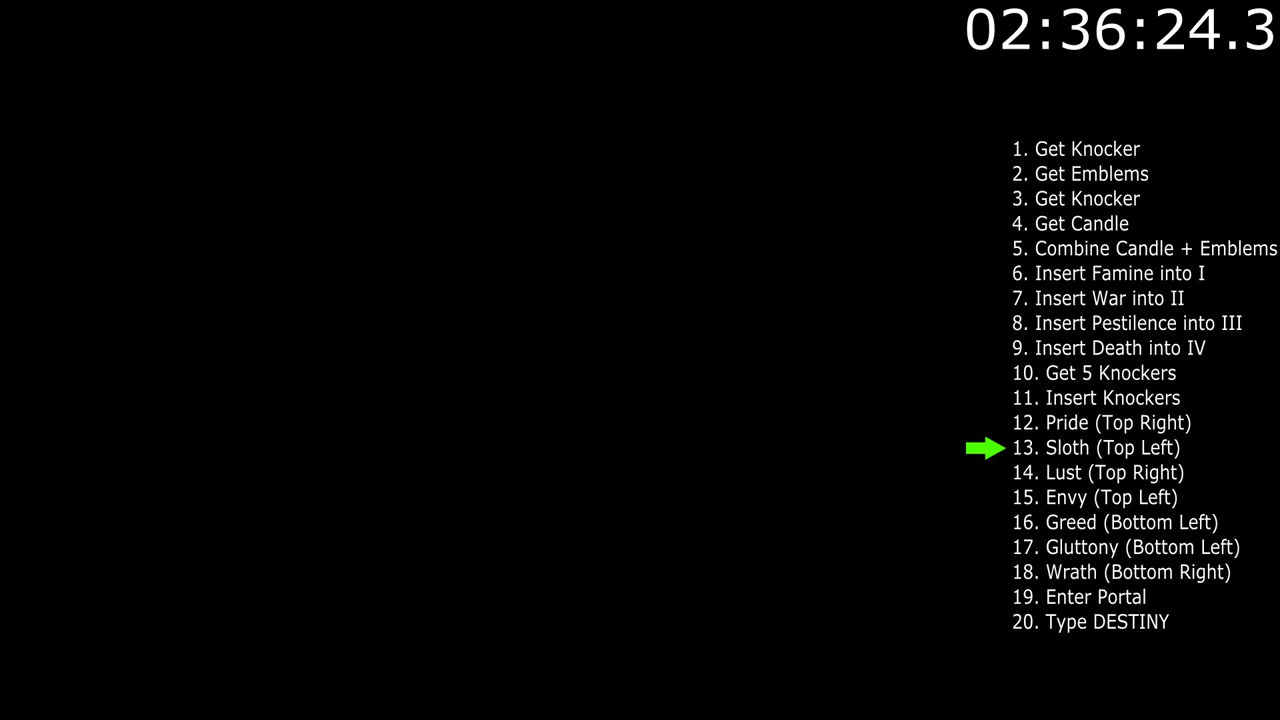 02:36:24.3
1. Get Knocker
2. Get Emblems
3. Get Knocker
4. Get Candle
5. Combine Candle + Emblems
6. Insert Famine into I
7. Insert War into II
8. Insert Pestilence into III
9. Insert Death into IV
10. Get 5 Knockers
11. Insert Knockers
12. Pride (Top Right)
13. Sloth (Top Left)
14. Lust (Top Right)
15. Envy (Top Left)
16. Greed (Bottom Left)
17. Gluttony (Bottom Left)
18. Wrath (Bottom Right)
19. Enter Portal
20. Type DESTINY